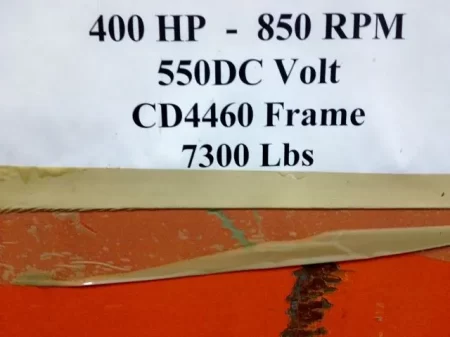 400 HP - 850 RPM
550DC Volt
CD4460 Frame
7300 Lbs